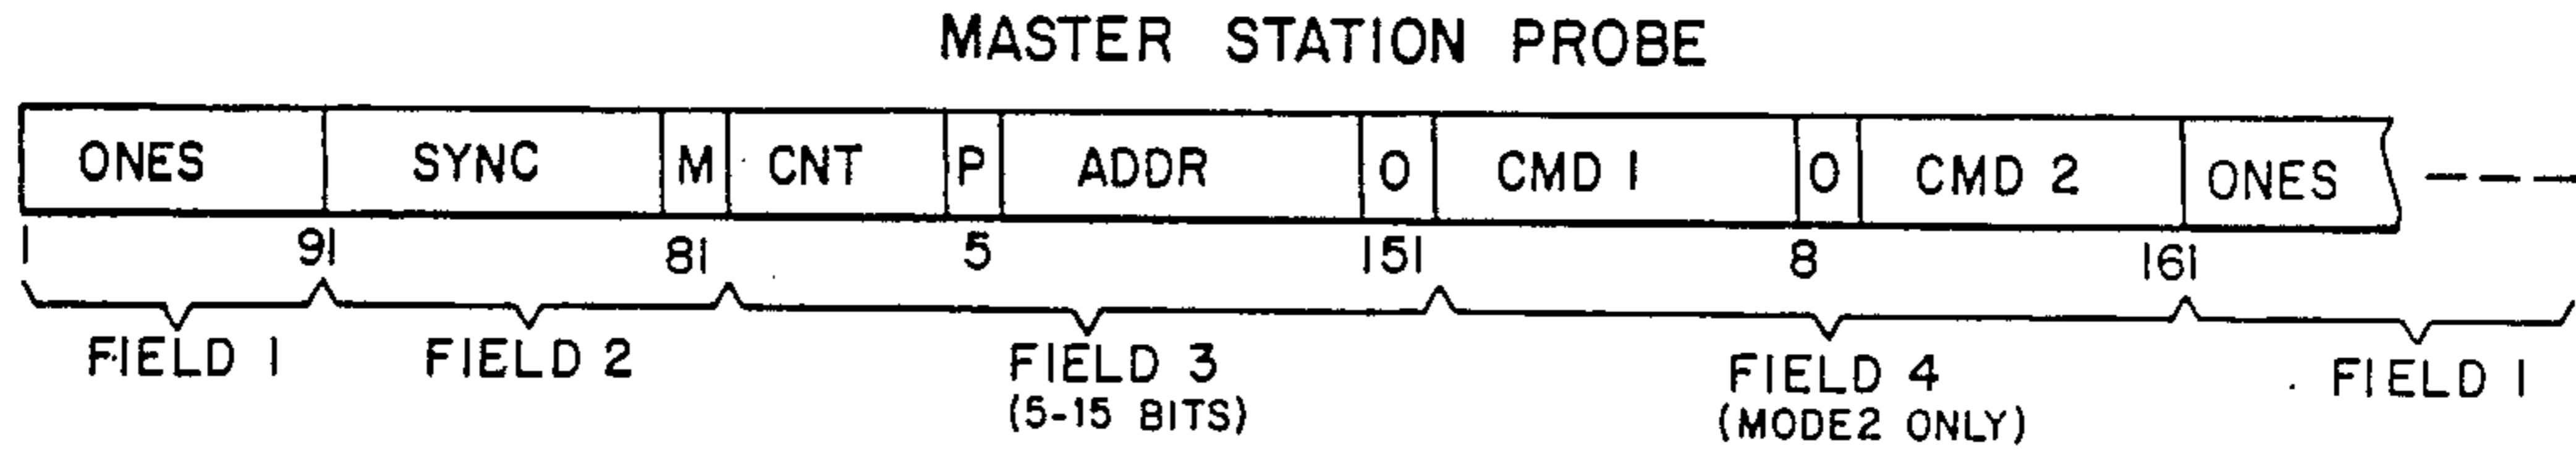 MASTER STATION PROBE
ONES SYNC M CNT P ADDR O CMD 1 O CMD 2 ONES
1 91 81 5 151 8 161
FIELD 1 FIELD 2 FIELD 3 FIELD 4 FIELD 1
(5-15 BITS) (MODE2 ONLY)